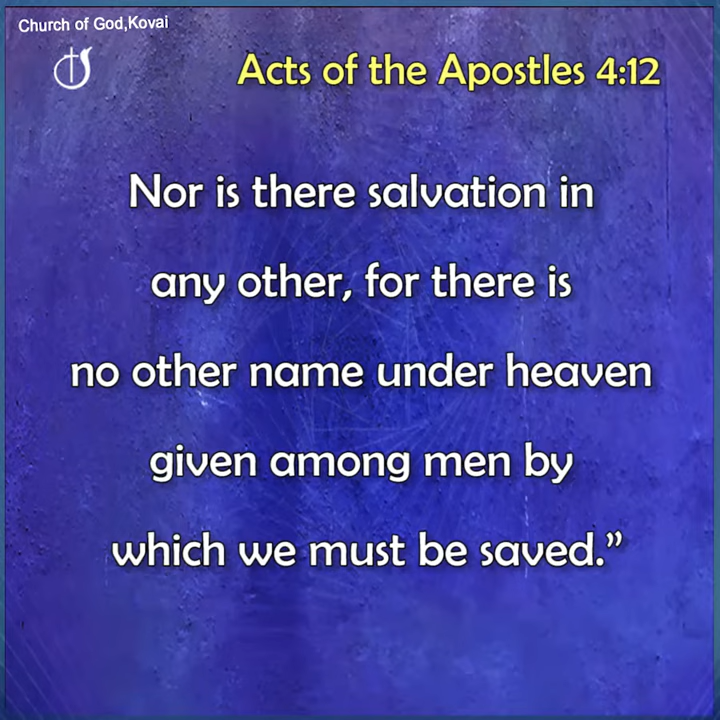 Church of God,Kovai
Acts of the Apostles 4:12
Nor is there salvation in
any other, for there is
no other name under heaven
given among men by
which we must be saved.”